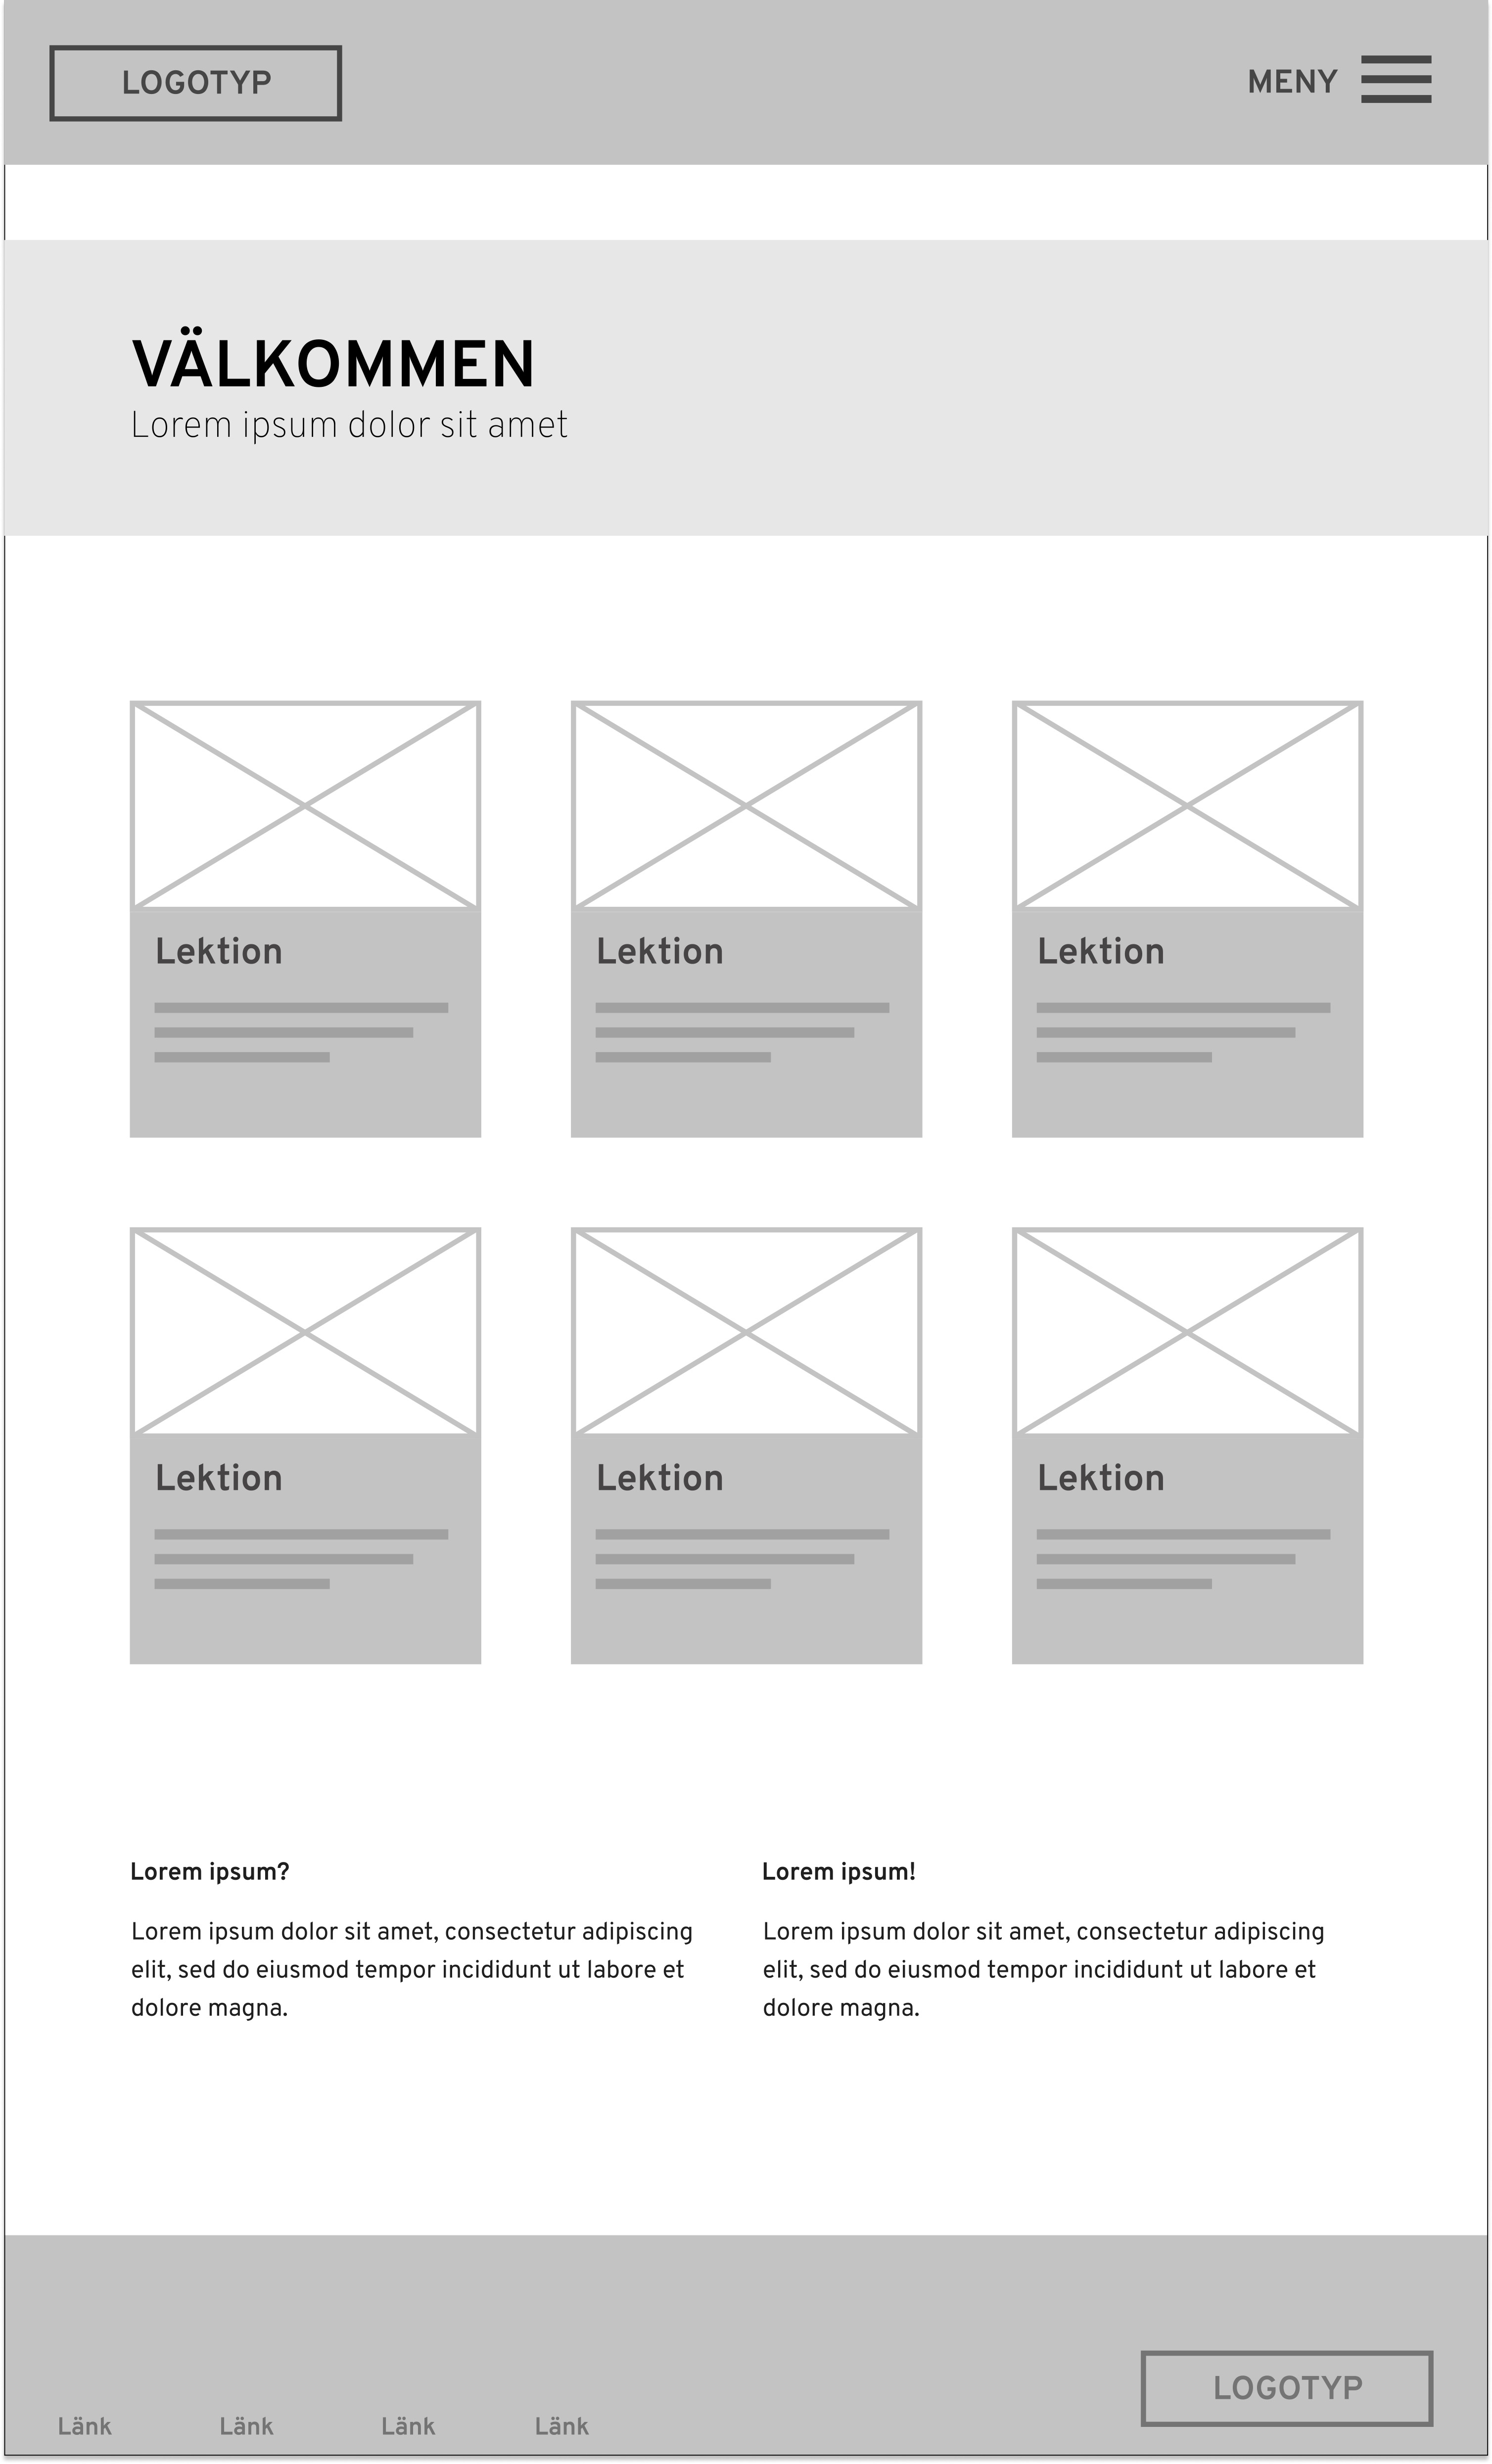 LOGOTYP
MENY
VÄLKOMMEN
Lorem ipsum dolor sit amet
Lektion
Lektion
Lektion
Lektion
Lektion
Lektion
Lorem ipsum?
Lorem ipsum dolor sit amet, consectetur adipiscing
elit, sed do eiusmod tempor incididunt ut labore et
dolore magna.
Lorem ipsum!
Lorem ipsum dolor sit amet, consectetur adipiscing
elit, sed do eiusmod tempor incididunt ut labore et
dolore magna.
LOGOTYP
Länk
Länk
Länk
Länk